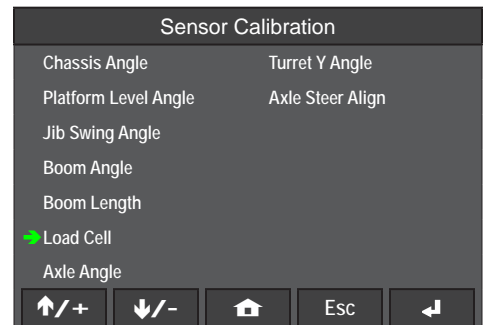 Sensor Calibration
Chassis Angle
Platform Level Angle
Jib Swing Angle
Boom Angle
Boom Length
Load Cell
Axle Angle
Turret Y Angle
Axle Steer Align
↑/+ ↓/- Esc